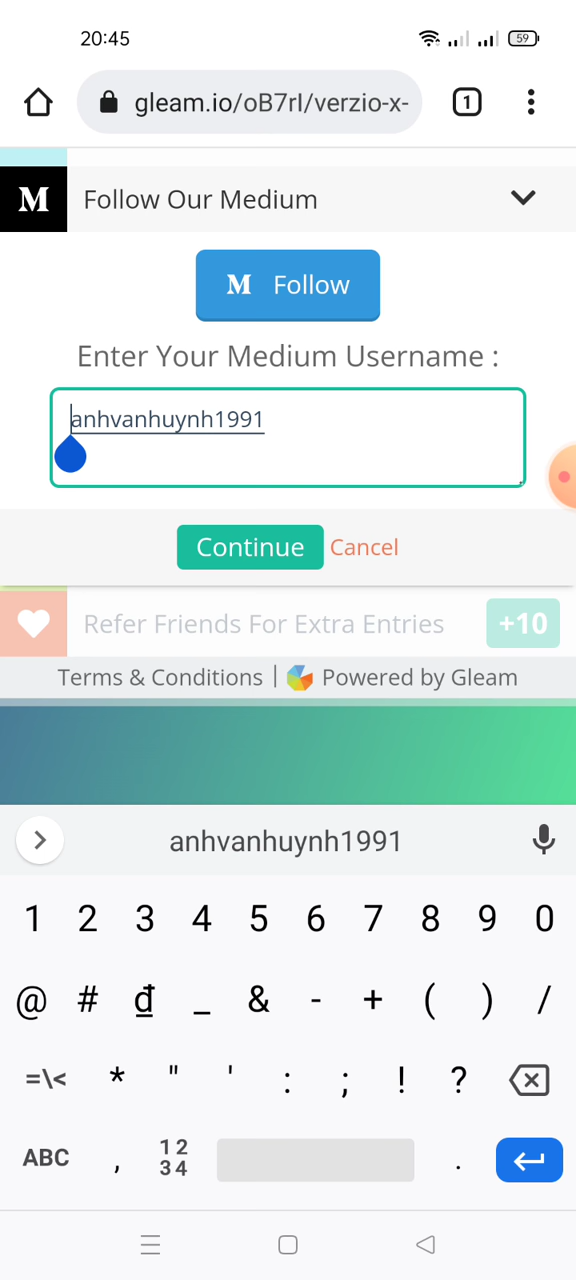 20:45
59
gleam.io/oB7rI/verzio-x-
1
M Follow Our Medium
M Follow
Enter Your Medium Username :
anhvanhuynh1991
Continue Cancel
Refer Friends For Extra Entries +10
Terms & Conditions | Powered by Gleam
anhvanhuynh1991
1 2 3 4 5 6 7 8 9 0
@ # đ _ & - + ( ) /
=\< * " ' : ; ! ?
ABC , 12 34 .